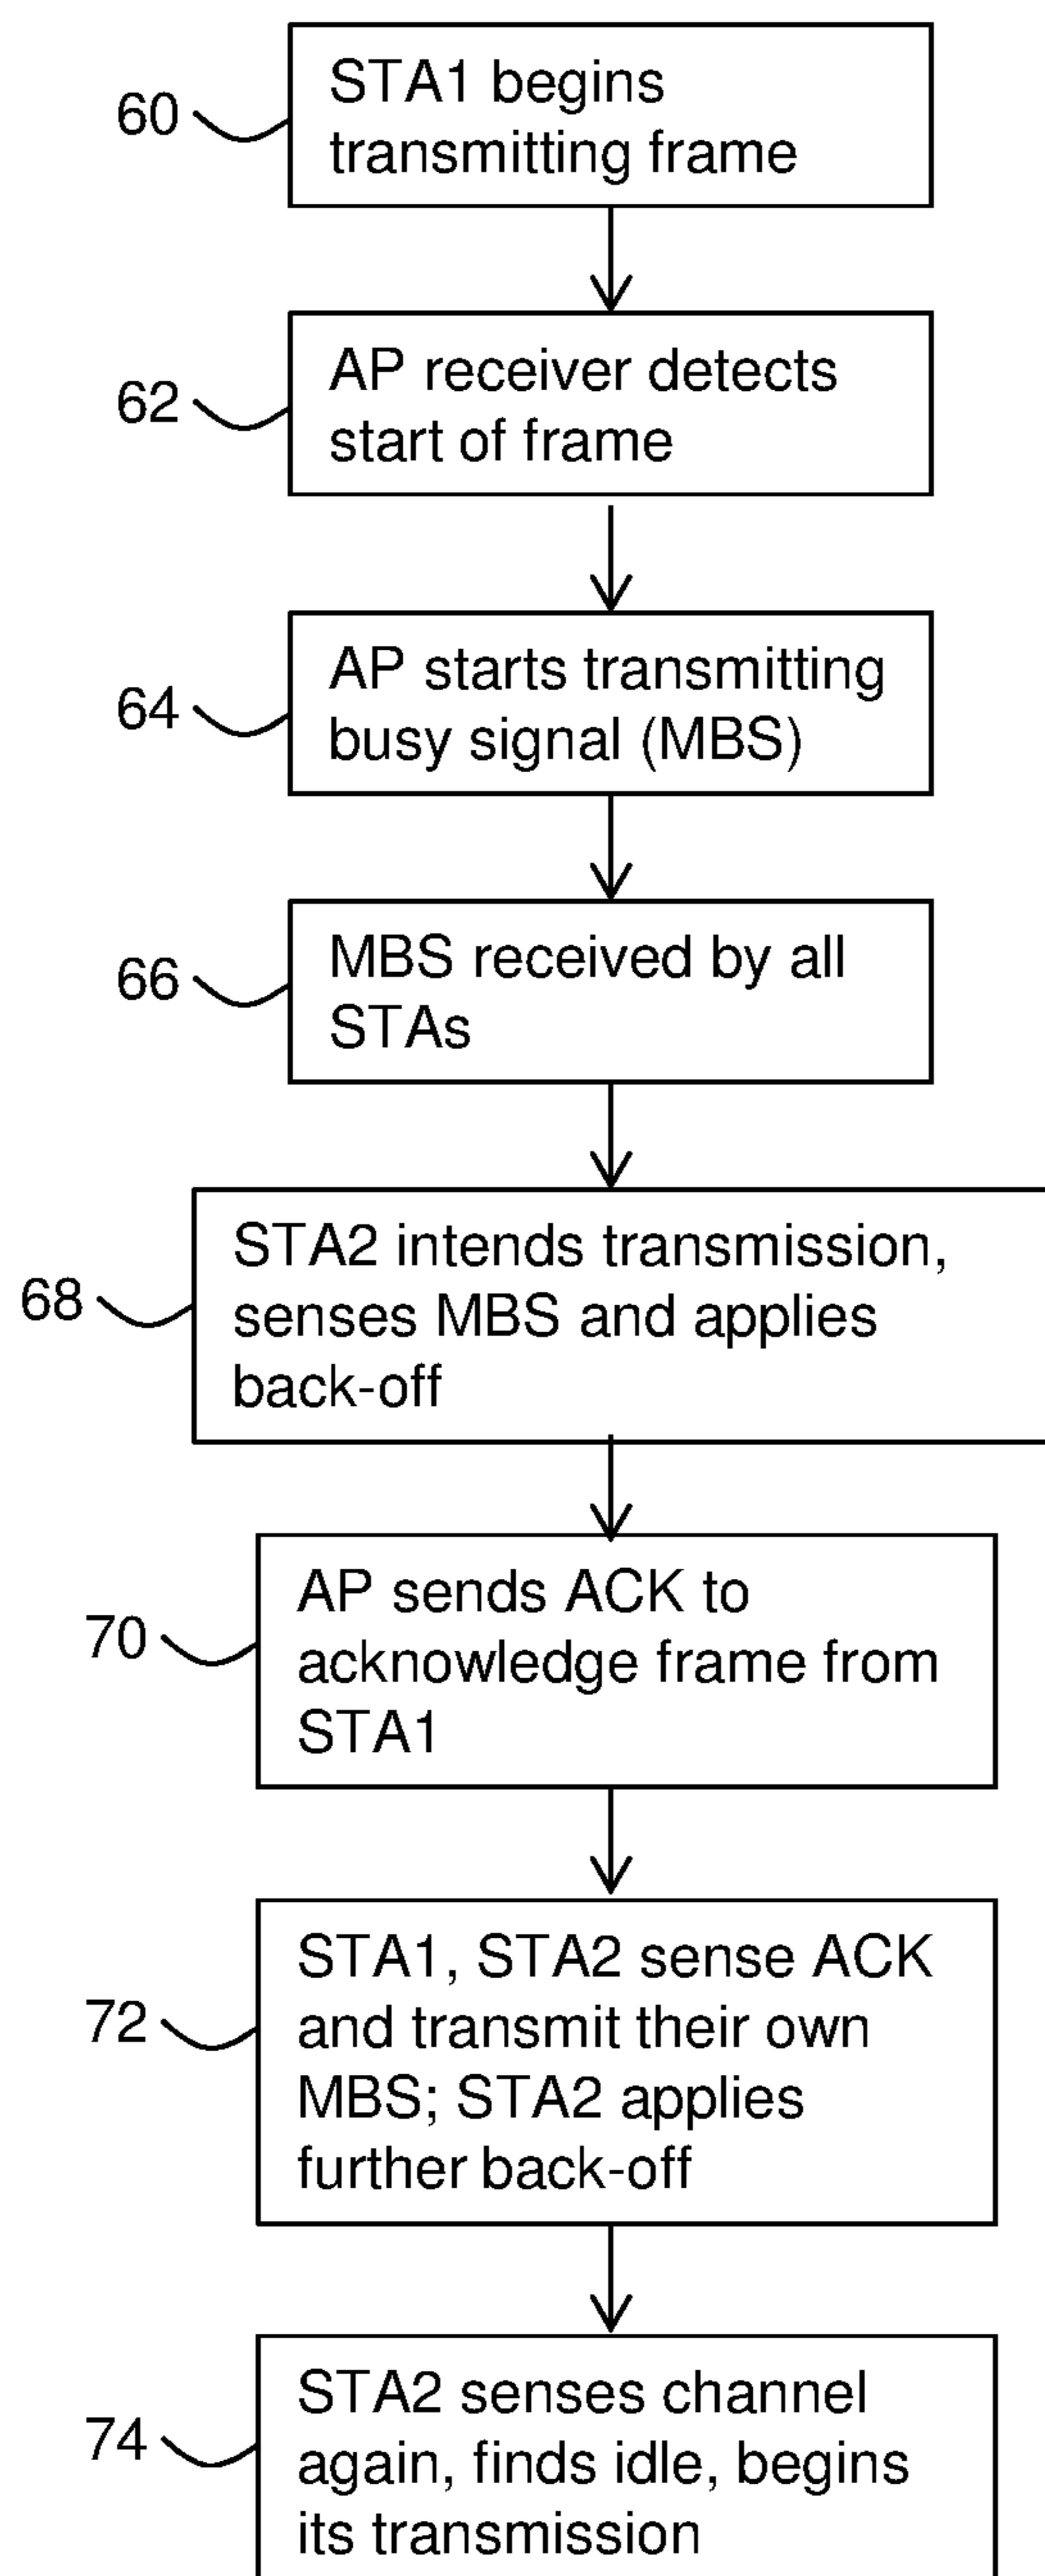 60
STA1 begins
transmitting frame
62
AP receiver detects
start of frame
64
AP starts transmitting
busy signal (MBS)
66
MBS received by all
STAs
68
STA2 intends transmission,
senses MBS and applies
back-off
70
AP sends ACK to
acknowledge frame from
STA1
72
STA1, STA2 sense ACK
and transmit their own
MBS; STA2 applies
further back-off
74
STA2 senses channel
again, finds idle, begins
its transmission